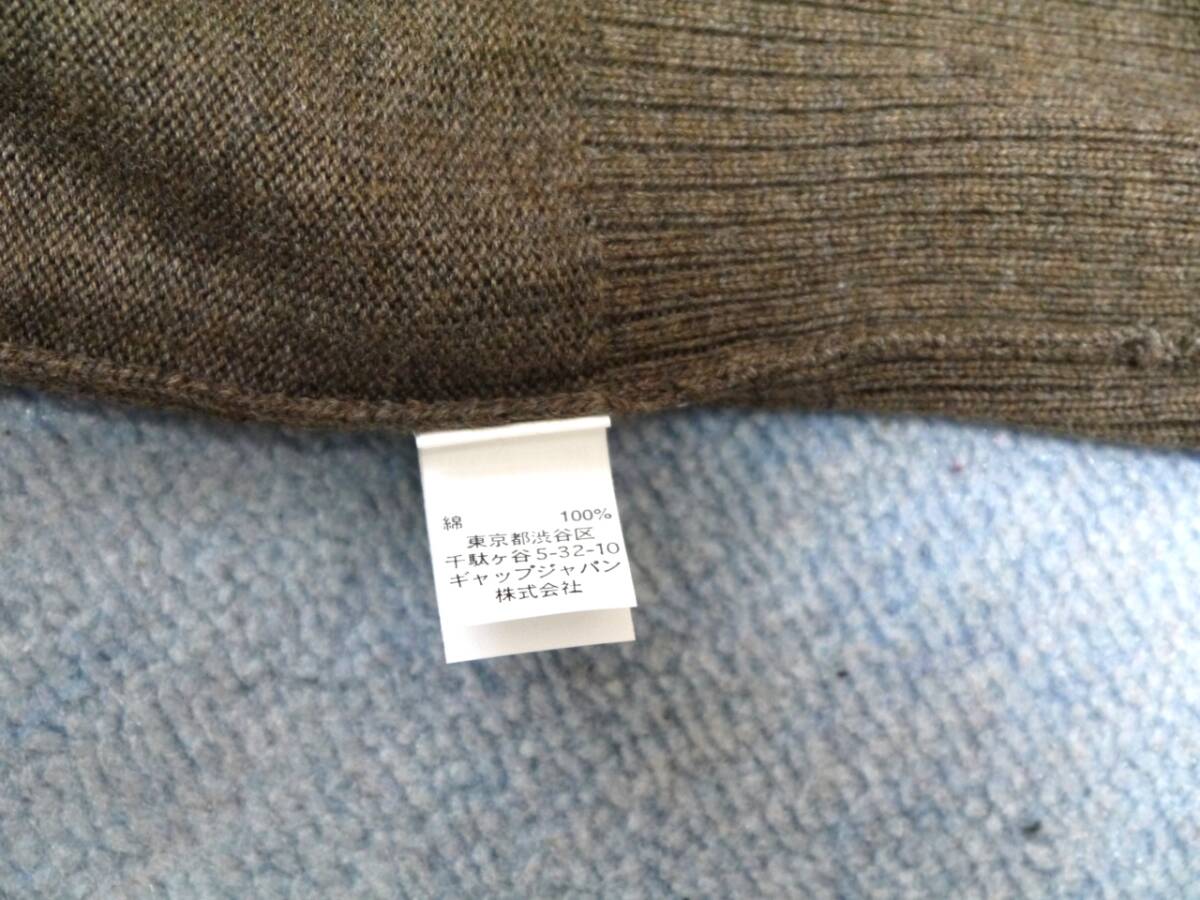 綿 100%
東京都渋谷区
千駄ヶ谷5-32-10
ギャップジャパン
株式会社